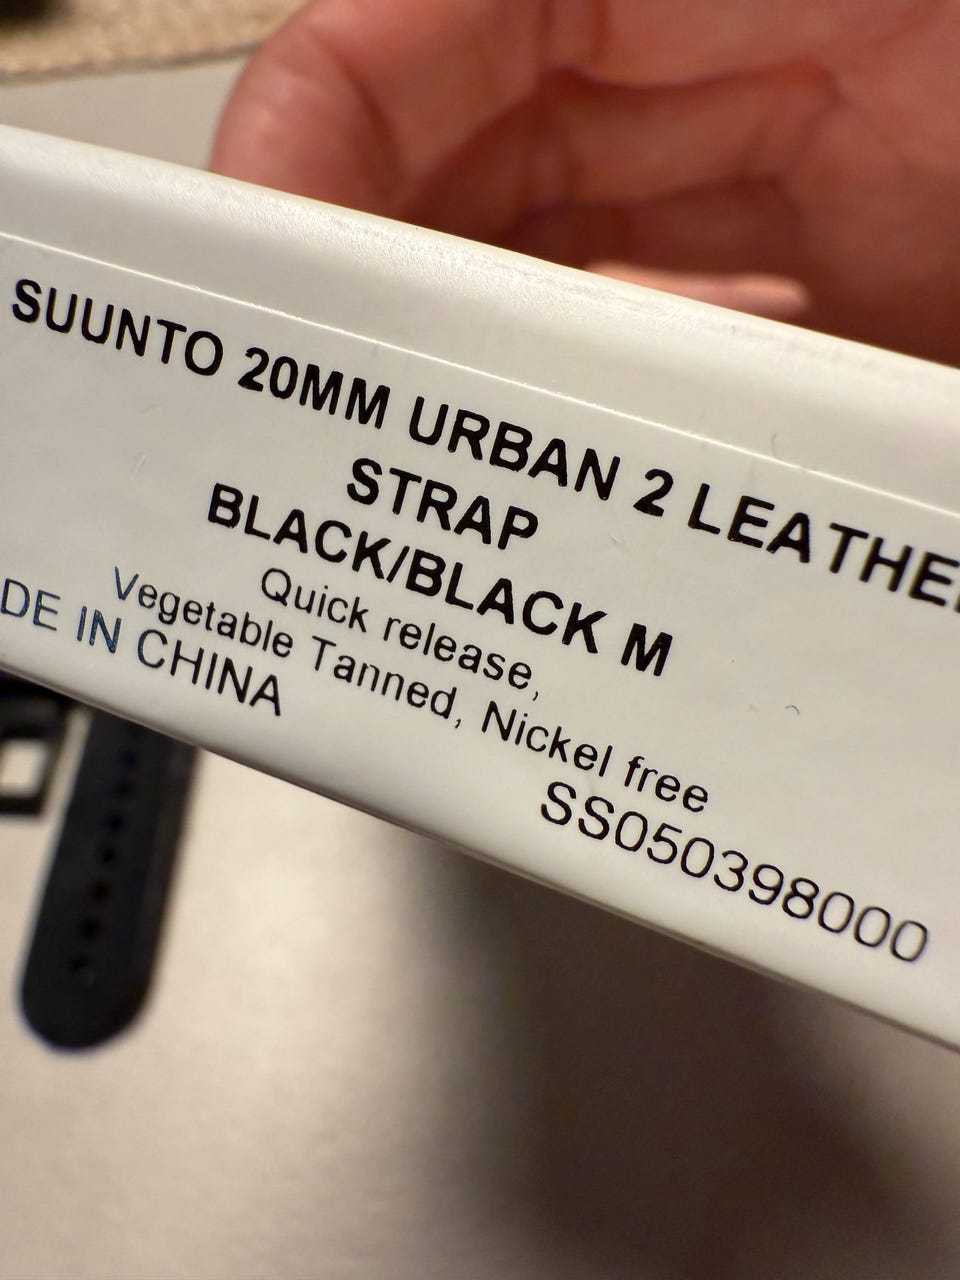 SUUNTO 20MM URBAN 2 LEATHE
STRAP
BLACK/BLACK M
Quick release,
Vegetable Tanned, Nickel free
DE IN CHINA
SS050398000